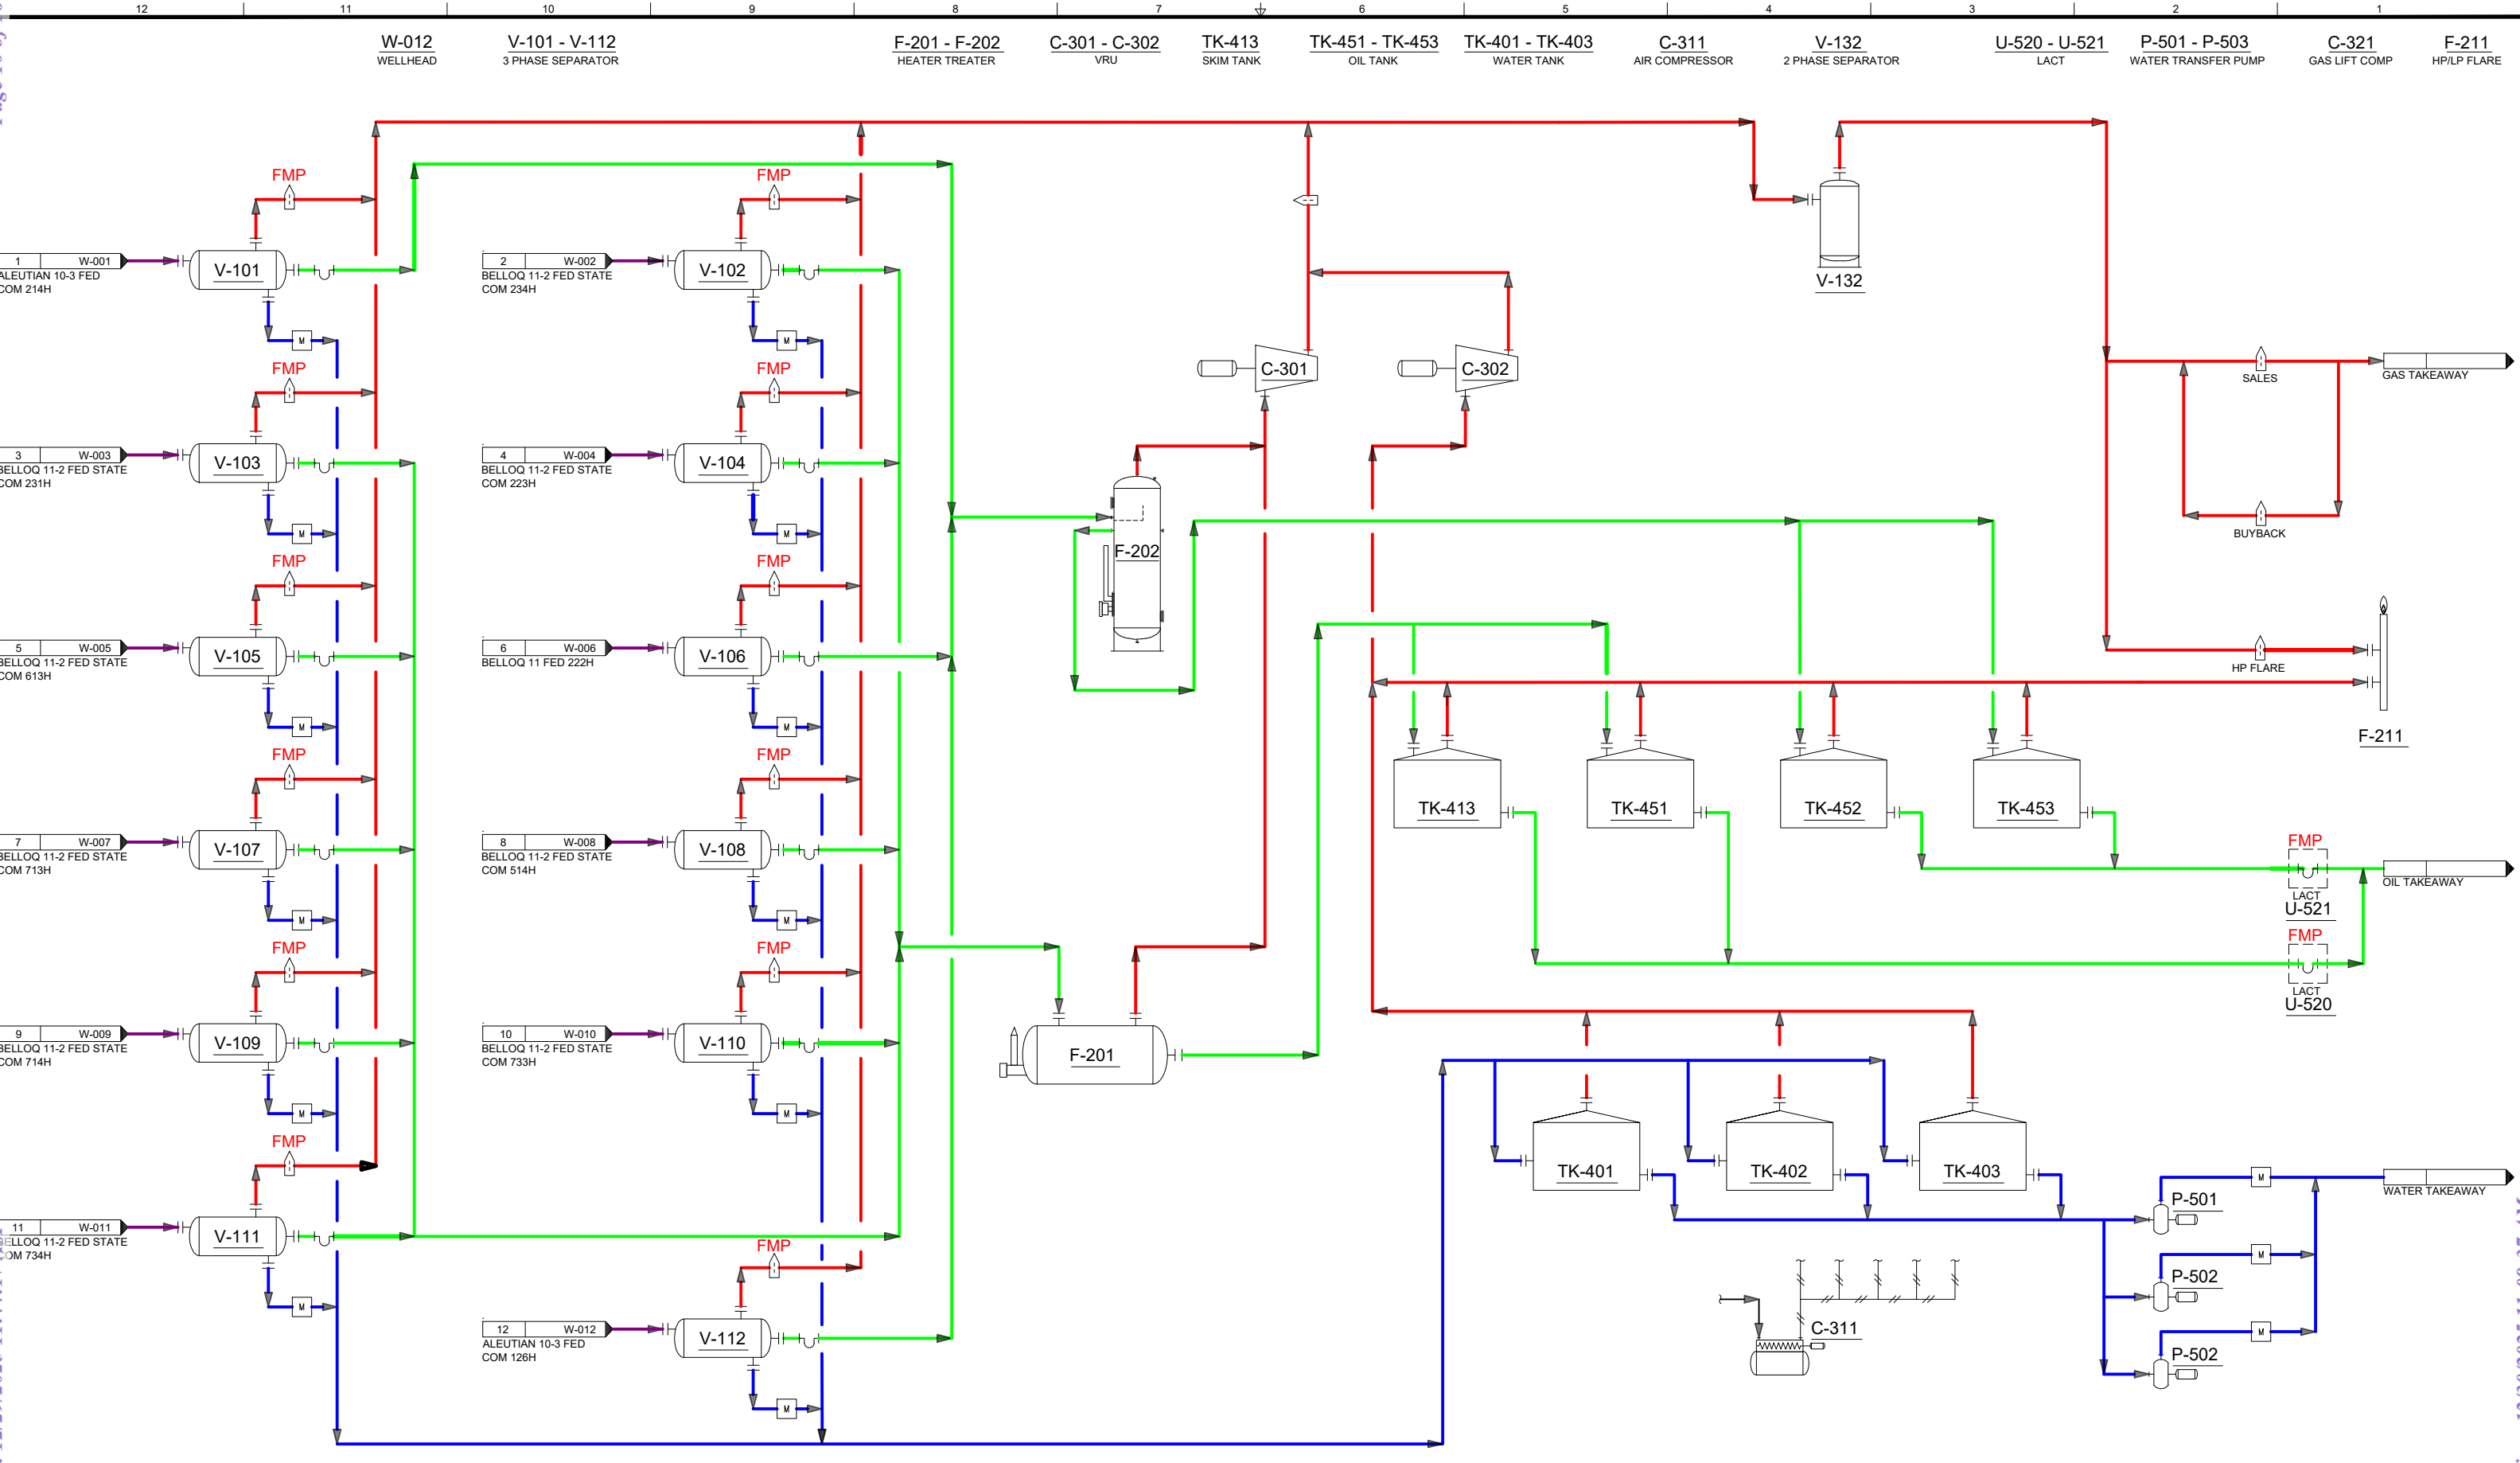 12 11 10 9 8 7 6 5 4 3 2 1
W-012 V-101 - V-112 F-201 - F-202 C-301 - C-302 TK-413 TK-451 - TK-453 TK-401 - TK-403 C-311 V-132 U-520 - U-521 P-501 - P-503 C-321 F-211
WELLHEAD 3 PHASE SEPARATOR HEATER TREATER VRU SKIM TANK OIL TANK WATER TANK AIR COMPRESSOR 2 PHASE SEPARATOR LACT WATER TRANSFER PUMP GAS LIFT COMP HP/LP FLARE
FMP
1 W-001
ALEUTIAN 10-3 FED
COM 214H
V-101
M
FMP
2 W-002
BELLOQ 11-2 FED STATE
COM 234H
V-102
M
FMP
3 W-003
BELLOQ 11-2 FED STATE
COM 231H
V-103
M
FMP
4 W-004
BELLOQ 11-2 FED STATE
COM 223H
V-104
M
FMP
5 W-005
BELLOQ 11-2 FED STATE
COM 613H
V-105
M
FMP
6 W-006
BELLOQ 11 FED 222H
V-106
M
FMP
7 W-007
BELLOQ 11-2 FED STATE
COM 713H
V-107
M
FMP
8 W-008
BELLOQ 11-2 FED STATE
COM 514H
V-108
M
FMP
9 W-009
BELLOQ 11-2 FED STATE
COM 714H
V-109
M
FMP
10 W-010
BELLOQ 11-2 FED STATE
COM 733H
V-110
M
FMP
11 W-011
BELLOQ 11-2 FED STATE
COM 734H
V-111
M
FMP
12 W-012
ALEUTIAN 10-3 FED
COM 126H
V-112
M
V-132
C-301
C-302
F-202
F-201
SALES
GAS TAKEAWAY
BUYBACK
HP FLARE
F-211
TK-413
TK-451
TK-452
TK-453
FMP
LACT
U-521
OIL TAKEAWAY
FMP
LACT
U-520
TK-401
TK-402
TK-403
P-501
M
WATER TAKEAWAY
P-502
M
P-502
M
C-311